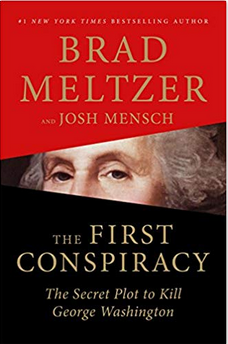 #1 NEW YORK TIMES BESTSELLING AUTHOR
BRAD
MELTZER
AND JOSH MENSCH
THE FIRST
CONSPIRACY
The Secret Plot to Kill
George Washington